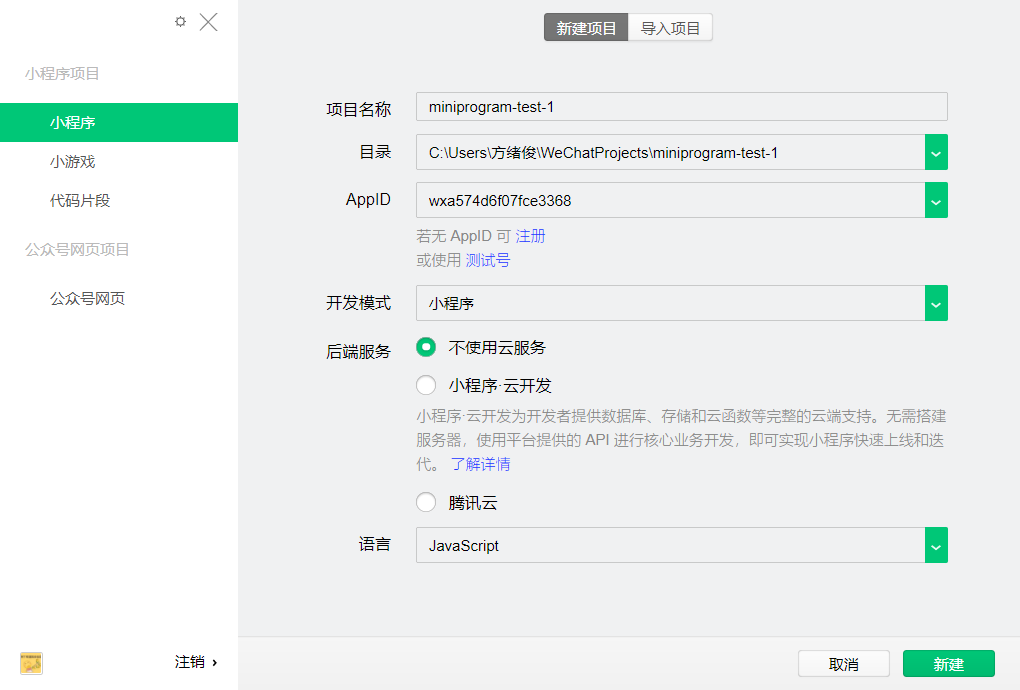 小程序项目
小程序
小游戏
代码片段
公众号网页项目
公众号网页
注销
新建项目
导入项目
项目名称
miniprogram-test-1
目录
C:\Users\方绪俊\WeChatProjects\miniprogram-test-1
AppID
wxa574d6f07fce3368
若无 AppID 可 注册
或使用 测试号
开发模式
小程序
后端服务
不使用云服务
小程序·云开发
小程序·云开发为开发者提供数据库、存储和云函数等完整的云端支持。无需搭建
服务器，使用平台提供的 API 进行核心业务开发，即可实现小程序快速上线和迭
代。 了解详情
腾讯云
语言
JavaScript
取消
新建